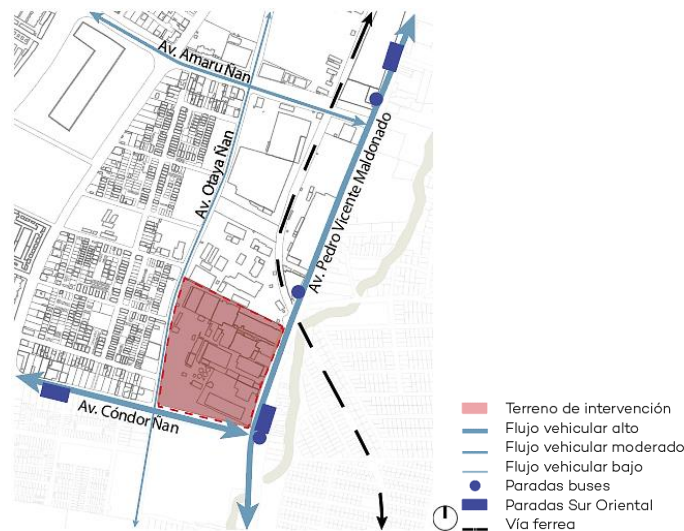 Av. Amaru Ñan
Av. Otaya Ñan
Av. Pedro Vicente Maldonado
Av. Cóndor Ñan
Terreno de intervención
Flujo vehicular alto
Flujo vehicular moderado
Flujo vehicular bajo
Paradas buses
Paradas Sur Oriental
Vía ferrea